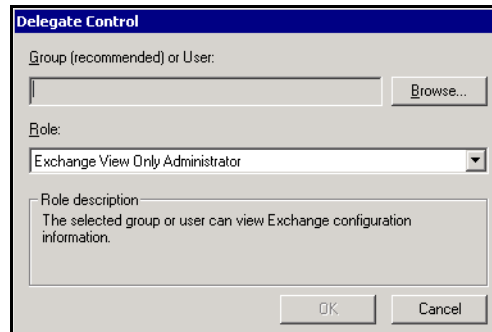 Delegate Control
Group (recommended) or User:
Browse...
Role:
Exchange View Only Administrator
Role description
The selected group or user can view Exchange configuration
information.
OK
Cancel